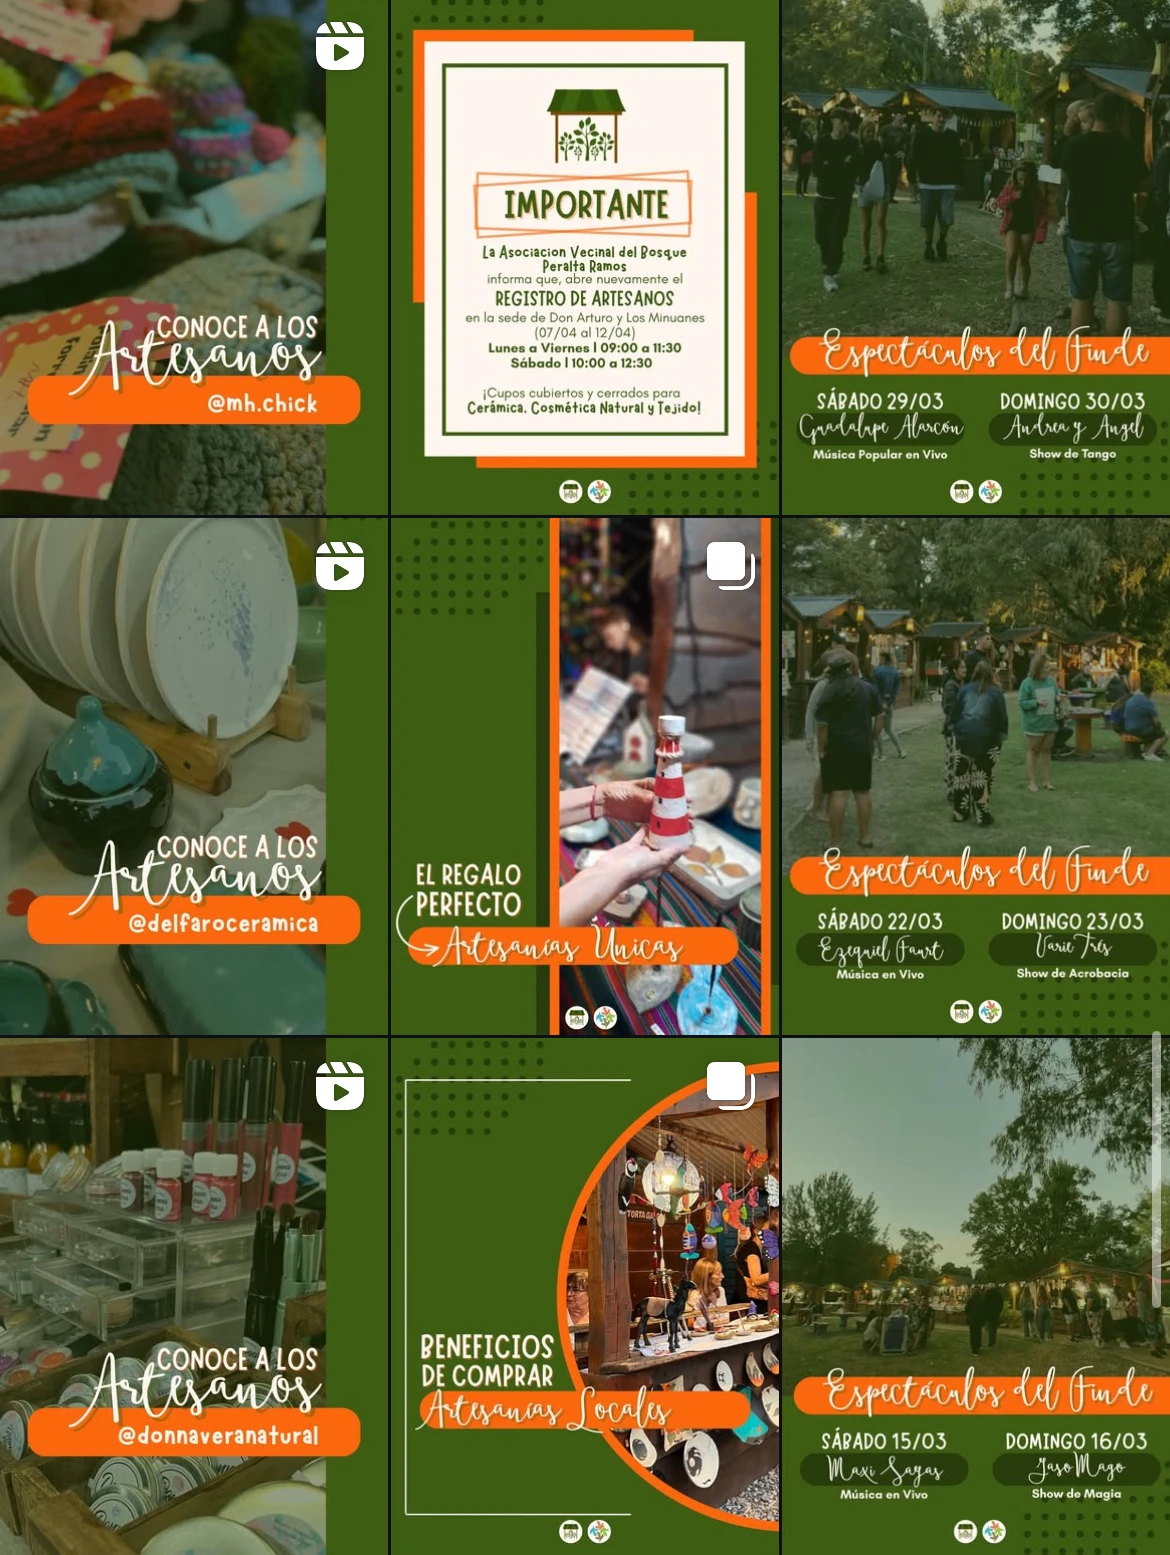 CONOCE A LOS
Artesanos
@mh.chick
IMPORTANTE
La Asociacion Vecinal del Bosque
Peralta Ramos
informa que, abre nuevamente el
REGISTRO DE ARTESANOS
en la sede de Don Arturo y Los Minuanes
(07/04 al 12/04)
Lunes a Viernes | 09:00 a 11:30
Sábado | 10:00 a 12:30
¡Cupos cubiertos y cerrados para
Cerámica, Cosmética Natural y Tejido!
Espectáculos del Finde
SÁBADO 29/03
Guadalupe Alarcón
Música Popular en Vivo
DOMINGO 30/03
Andrea y Angel
Show de Tango
CONOCE A LOS
Artesanos
@delfaroceramica
EL REGALO
PERFECTO
Artesanías Únicas
Espectáculos del Finde
SÁBADO 22/03
Ezequiel Faurt
Música en Vivo
DOMINGO 23/03
Varie Trés
Show de Acrobacia
CONOCE A LOS
Artesanos
@donnaveranatural
BENEFICIOS
DE COMPRAR
Artesanías Locales
Espectáculos del Finde
SÁBADO 15/03
Maxi Sayas
Música en Vivo
DOMINGO 16/03
Jaso Mago
Show de Magia